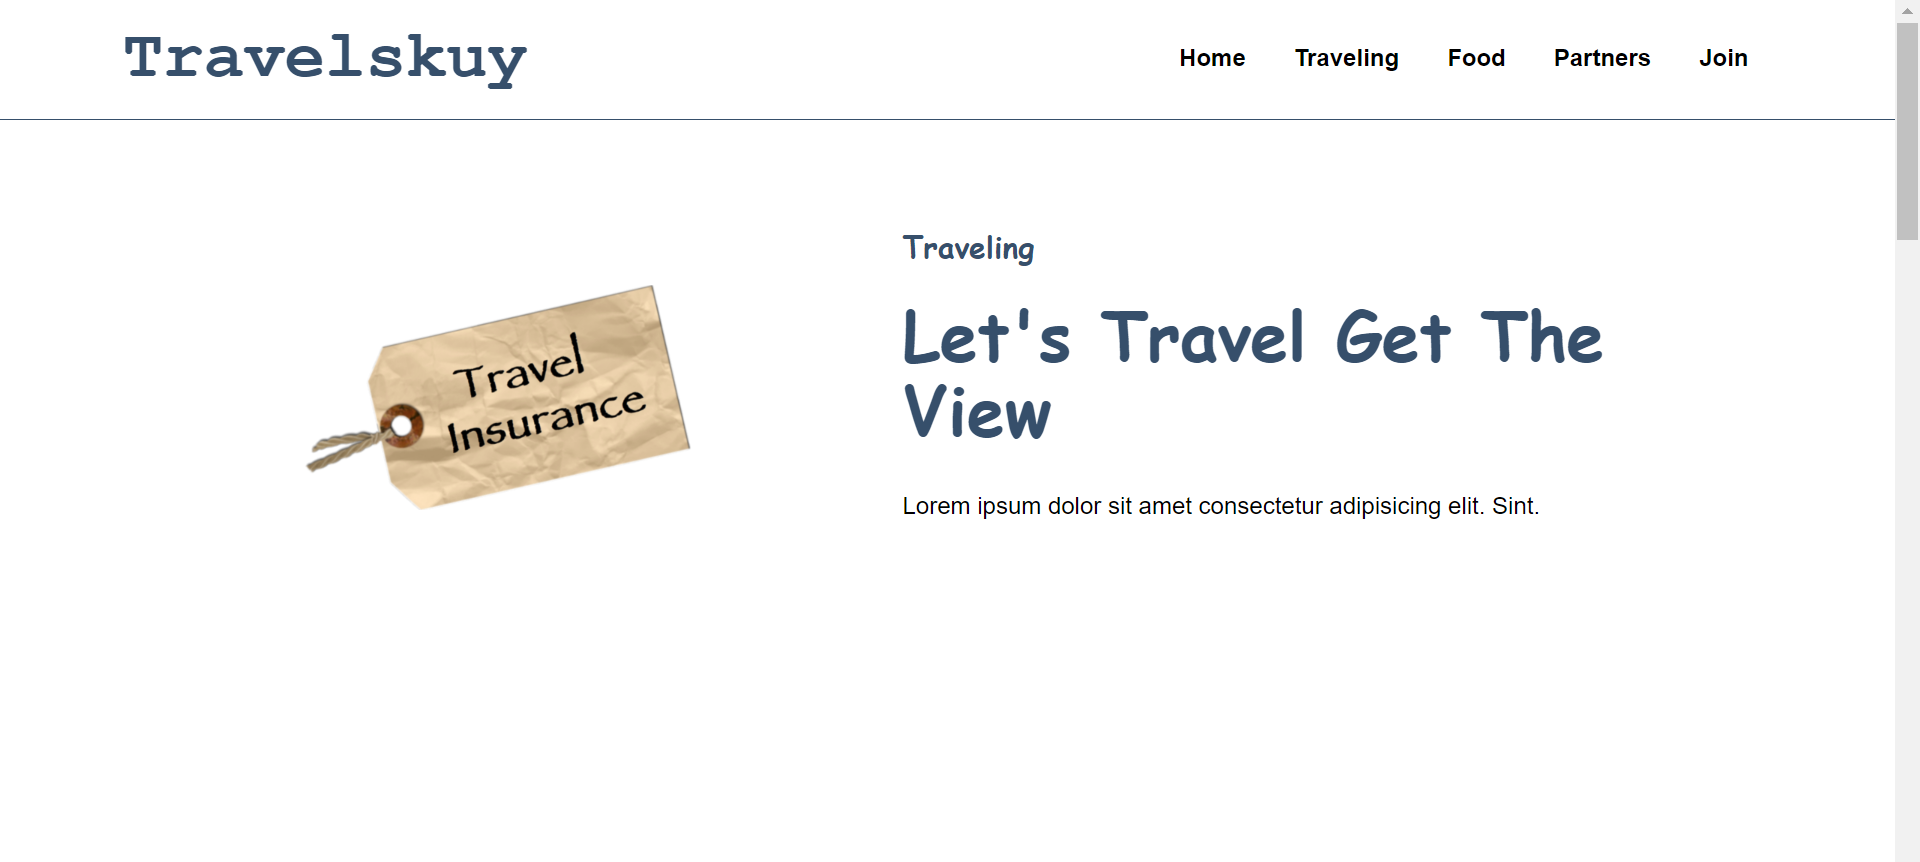 Travelskuy
Home Traveling Food Partners Join
Travel
Insurance
Traveling
Let's Travel Get The
View
Lorem ipsum dolor sit amet consectetur adipisicing elit. Sint.